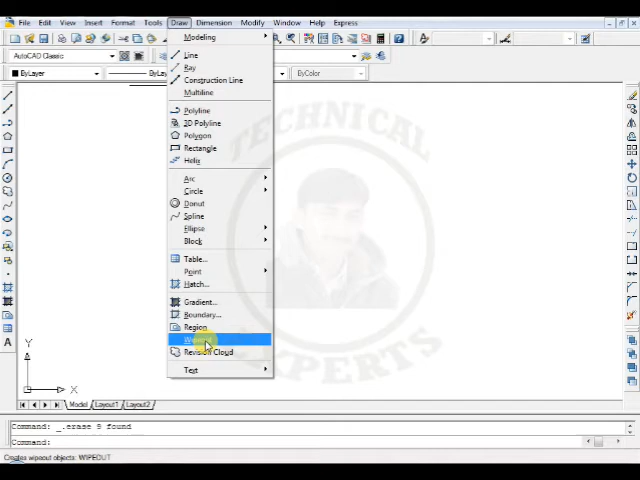 File Edit View Insert Format Tools Draw Dimension Modify Window Help Express
AutoCAD Classic
ByLayer
ByColor
Modeling
Line
Ray
Construction Line
Multiline
Polyline
3D Polyline
Polygon
Rectangle
Helix
Arc
Circle
Donut
Spline
Ellipse
Block
Table...
Point
Hatch...
Gradient...
Boundary...
Region
Wipeout
Revision Cloud
Text
TECHNICAL
EXPERTS
Y
X
Model Layout1 Layout2
Command: _.erase 9 found
Command:
Creates wipeout objects: WIPEOUT